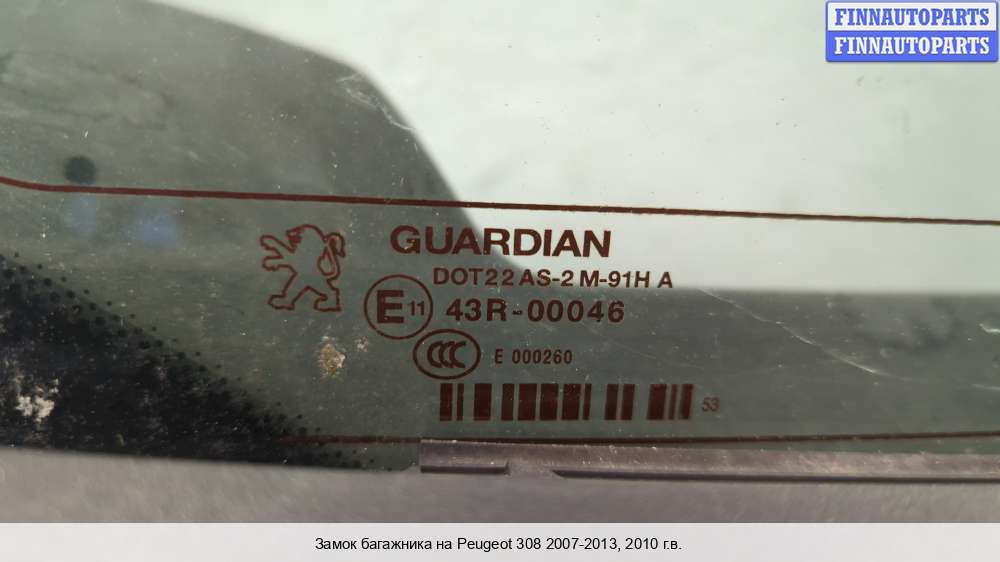 FINNAUTOPARTS
FINNAUTOPARTS
GUARDIAN
DOT22 AS-2 M-91H A
E 11 43R-00046
CCC E 000260
53
Замок багажника на Peugeot 308 2007-2013, 2010 г.в.